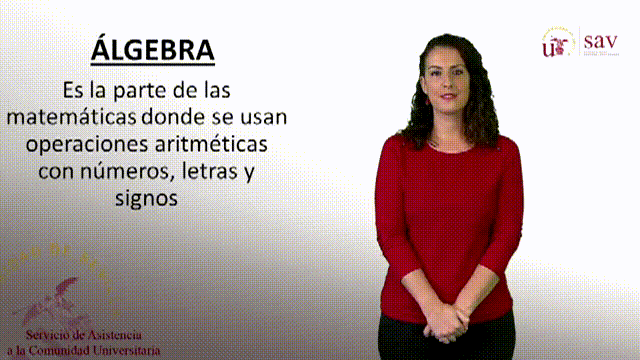 ÁLGEBRA
Es la parte de las
matemáticas donde se usan
operaciones aritméticas
con números, letras y
signos
us
sav
Servicio de Asistencia
a la Comunidad Universitaria